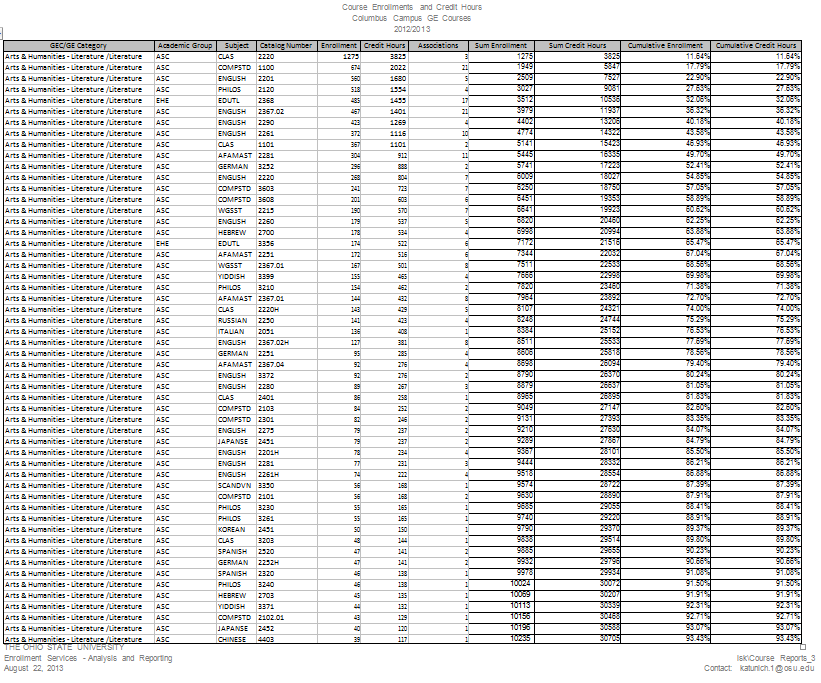 Course Enrollments and Credit Hours
Columbus Campus GE Courses
2012/2013
GEC/GE Category Academic Group Subject Catalog Number Enrollment Credit Hours Associations Sum Enrollment Sum Credit Hours Cumulative Enrollment Cumulative Credit Hours
Arts & Humanities - Literature /Literature ASC CLAS 2220 1275 3825 3 1275 3825 11.64% 11.64%
Arts & Humanities - Literature /Literature ASC COMPSTD 1100 674 2022 21 1949 5847 17.79% 17.79%
Arts & Humanities - Literature /Literature ASC ENGLISH 2201 560 1680 5 2509 7527 22.90% 22.90%
Arts & Humanities - Literature /Literature ASC PHILOS 2120 518 1554 4 3027 9081 27.63% 27.63%
Arts & Humanities - Literature /Literature EHE EDUTL 2368 485 1455 17 3512 10536 32.06% 32.06%
Arts & Humanities - Literature /Literature ASC ENGLISH 2367.02 467 1401 21 3979 11937 36.32% 36.32%
Arts & Humanities - Literature /Literature ASC ENGLISH 2290 423 1269 4 4402 13206 40.18% 40.18%
Arts & Humanities - Literature /Literature ASC ENGLISH 2261 372 1116 10 4774 14322 43.58% 43.58%
Arts & Humanities - Literature /Literature ASC CLAS 1101 367 1101 2 5141 15423 46.93% 46.93%
Arts & Humanities - Literature /Literature ASC AFAMAST 2281 304 912 11 5445 16335 49.70% 49.70%
Arts & Humanities - Literature /Literature ASC GERMAN 3252 296 888 2 5741 17223 52.41% 52.41%
Arts & Humanities - Literature /Literature ASC ENGLISH 2220 268 804 7 6009 18027 54.85% 54.85%
Arts & Humanities - Literature /Literature ASC COMPSTD 3603 241 723 7 6250 18750 57.05% 57.05%
Arts & Humanities - Literature /Literature ASC COMPSTD 3608 201 603 6 6451 19353 58.89% 58.89%
Arts & Humanities - Literature /Literature ASC WGSST 2215 190 570 7 6641 19923 60.62% 60.62%
Arts & Humanities - Literature /Literature ASC ENGLISH 2260 179 537 5 6820 20460 62.25% 62.25%
Arts & Humanities - Literature /Literature ASC HEBREW 2700 178 534 4 6998 20994 63.88% 63.88%
Arts & Humanities - Literature /Literature EHE EDUTL 3356 174 522 6 7172 21516 65.47% 65.47%
Arts & Humanities - Literature /Literature ASC AFAMAST 2251 172 516 6 7344 22032 67.04% 67.04%
Arts & Humanities - Literature /Literature ASC WGSST 2367.01 167 501 8 7511 22533 68.56% 68.56%
Arts & Humanities - Literature /Literature ASC YIDDISH 3399 155 465 4 7666 22998 69.98% 69.98%
Arts & Humanities - Literature /Literature ASC PHILOS 3210 154 462 2 7820 23460 71.38% 71.38%
Arts & Humanities - Literature /Literature ASC AFAMAST 2367.01 144 432 8 7964 23892 72.70% 72.70%
Arts & Humanities - Literature /Literature ASC CLAS 2220H 143 429 5 8107 24321 74.00% 74.00%
Arts & Humanities - Literature /Literature ASC RUSSIAN 2250 141 423 4 8248 24744 75.29% 75.29%
Arts & Humanities - Literature /Literature ASC ITALIAN 2051 136 408 1 8384 25152 76.53% 76.53%
Arts & Humanities - Literature /Literature ASC ENGLISH 2367.02H 127 381 8 8511 25533 77.69% 77.69%
Arts & Humanities - Literature /Literature ASC GERMAN 2251 95 285 4 8606 25818 78.56% 78.56%
Arts & Humanities - Literature /Literature ASC AFAMAST 2367.04 92 276 4 8698 26094 79.40% 79.40%
Arts & Humanities - Literature /Literature ASC ENGLISH 3372 92 276 2 8790 26370 80.24% 80.24%
Arts & Humanities - Literature /Literature ASC ENGLISH 2280 89 267 3 8879 26637 81.05% 81.05%
Arts & Humanities - Literature /Literature ASC CLAS 2401 86 258 1 8965 26895 81.83% 81.83%
Arts & Humanities - Literature /Literature ASC COMPSTD 2103 84 252 2 9049 27147 82.60% 82.60%
Arts & Humanities - Literature /Literature ASC COMPSTD 2301 82 246 2 9131 27393 83.35% 83.35%
Arts & Humanities - Literature /Literature ASC ENGLISH 2275 79 237 2 9210 27630 84.07% 84.07%
Arts & Humanities - Literature /Literature ASC JAPANSE 2451 79 237 2 9289 27867 84.79% 84.79%
Arts & Humanities - Literature /Literature ASC ENGLISH 2201H 78 234 4 9367 28101 85.50% 85.50%
Arts & Humanities - Literature /Literature ASC ENGLISH 2281 77 231 3 9444 28332 86.21% 86.21%
Arts & Humanities - Literature /Literature ASC ENGLISH 2261H 74 222 4 9518 28554 86.88% 86.88%
Arts & Humanities - Literature /Literature ASC SCANDVN 3350 56 168 1 9574 28722 87.39% 87.39%
Arts & Humanities - Literature /Literature ASC COMPSTD 2101 56 168 2 9630 28890 87.91% 87.91%
Arts & Humanities - Literature /Literature ASC PHILOS 3230 55 165 1 9685 29055 88.41% 88.41%
Arts & Humanities - Literature /Literature ASC PHILOS 3261 55 165 1 9740 29220 88.91% 88.91%
Arts & Humanities - Literature /Literature ASC KOREAN 2451 50 150 1 9790 29370 89.37% 89.37%
Arts & Humanities - Literature /Literature ASC CLAS 3203 48 144 1 9838 29514 89.80% 89.80%
Arts & Humanities - Literature /Literature ASC SPANISH 2520 47 141 2 9885 29655 90.23% 90.23%
Arts & Humanities - Literature /Literature ASC GERMAN 2252H 47 141 2 9932 29796 90.66% 90.66%
Arts & Humanities - Literature /Literature ASC SPANISH 2320 46 138 1 9978 29934 91.08% 91.08%
Arts & Humanities - Literature /Literature ASC PHILOS 3240 46 138 1 10024 30072 91.50% 91.50%
Arts & Humanities - Literature /Literature ASC HEBREW 2703 45 135 1 10069 30207 91.91% 91.91%
Arts & Humanities - Literature /Literature ASC YIDDISH 3371 44 132 1 10113 30339 92.31% 92.31%
Arts & Humanities - Literature /Literature ASC COMPSTD 2102.01 43 129 1 10156 30468 92.71% 92.71%
Arts & Humanities - Literature /Literature ASC JAPANSE 2452 40 120 1 10196 30588 93.07% 93.07%
Arts & Humanities - Literature /Literature ASC CHINESE 4403 39 117 1 10235 30705 93.43% 93.43%
THE OHIO STATE UNIVERSITY
Enrollment Services - Analysis and Reporting lsk\Course Reports_3
August 22, 2013 Contact: katunich.1@osu.edu